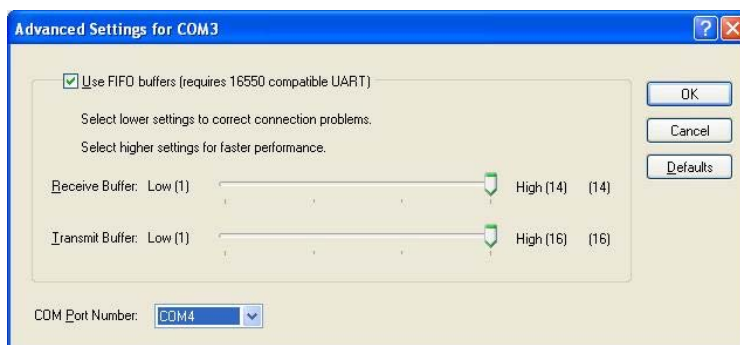 Advanced Settings for COM3
Use FIFO buffers (requires 16550 compatible UART)
OK
Select lower settings to correct connection problems.
Cancel
Select higher settings for faster performance.
Defaults
Receive Buffer: Low (1) High (14) (14)
Transmit Buffer: Low (1) High (16) (16)
COM Port Number: COM4